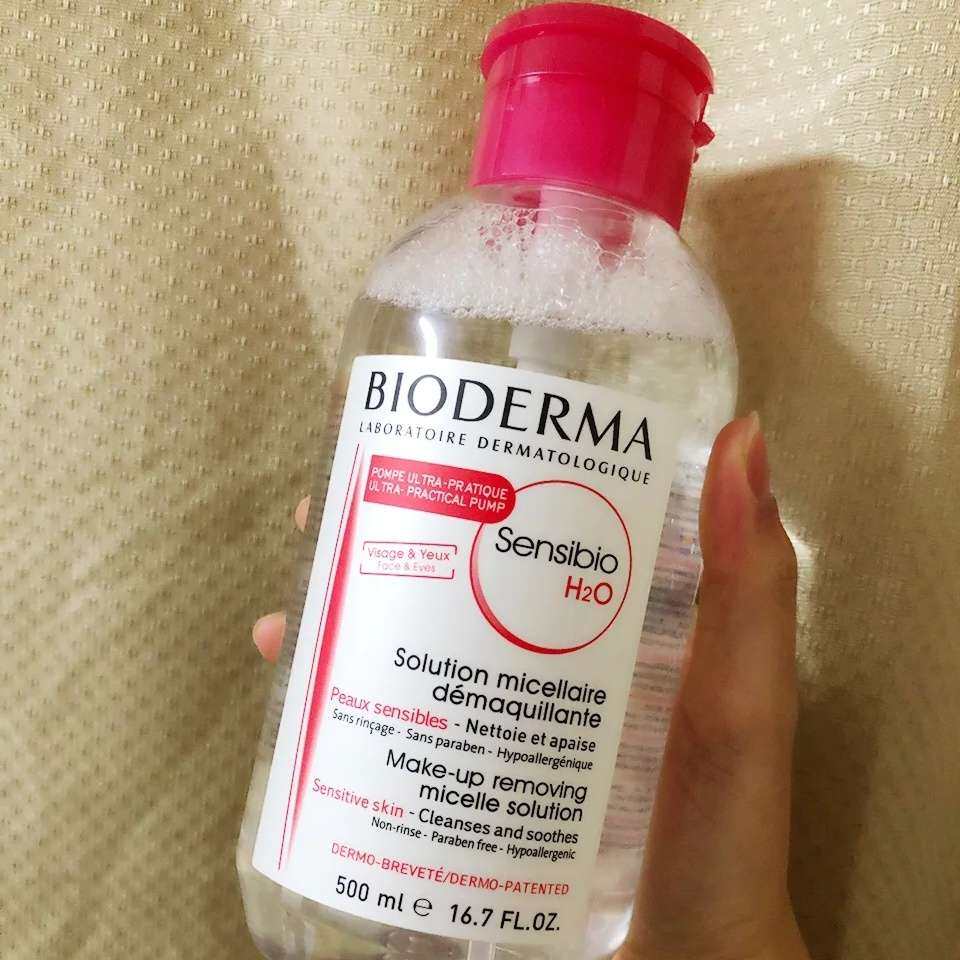 BIODERMA
LABORATOIRE DERMATOLOGIQUE
POMPE ULTRA-PRATIQUE
ULTRA- PRACTICAL PUMP
Visage & Yeux
Face & Eyes
Sensibio
H2O
Solution micellaire
démaquillante
Peaux sensibles - Nettoie et apaise
Sans rinçage - Sans paraben - Hypoallergénique
Make-up removing
micelle solution
Sensitive skin - Cleanses and soothes
Non-rinse - Paraben free - Hypoallergenic
DERMO-BREVETÉ/DERMO-PATENTED
500 ml ℮ 16.7 FL.OZ.